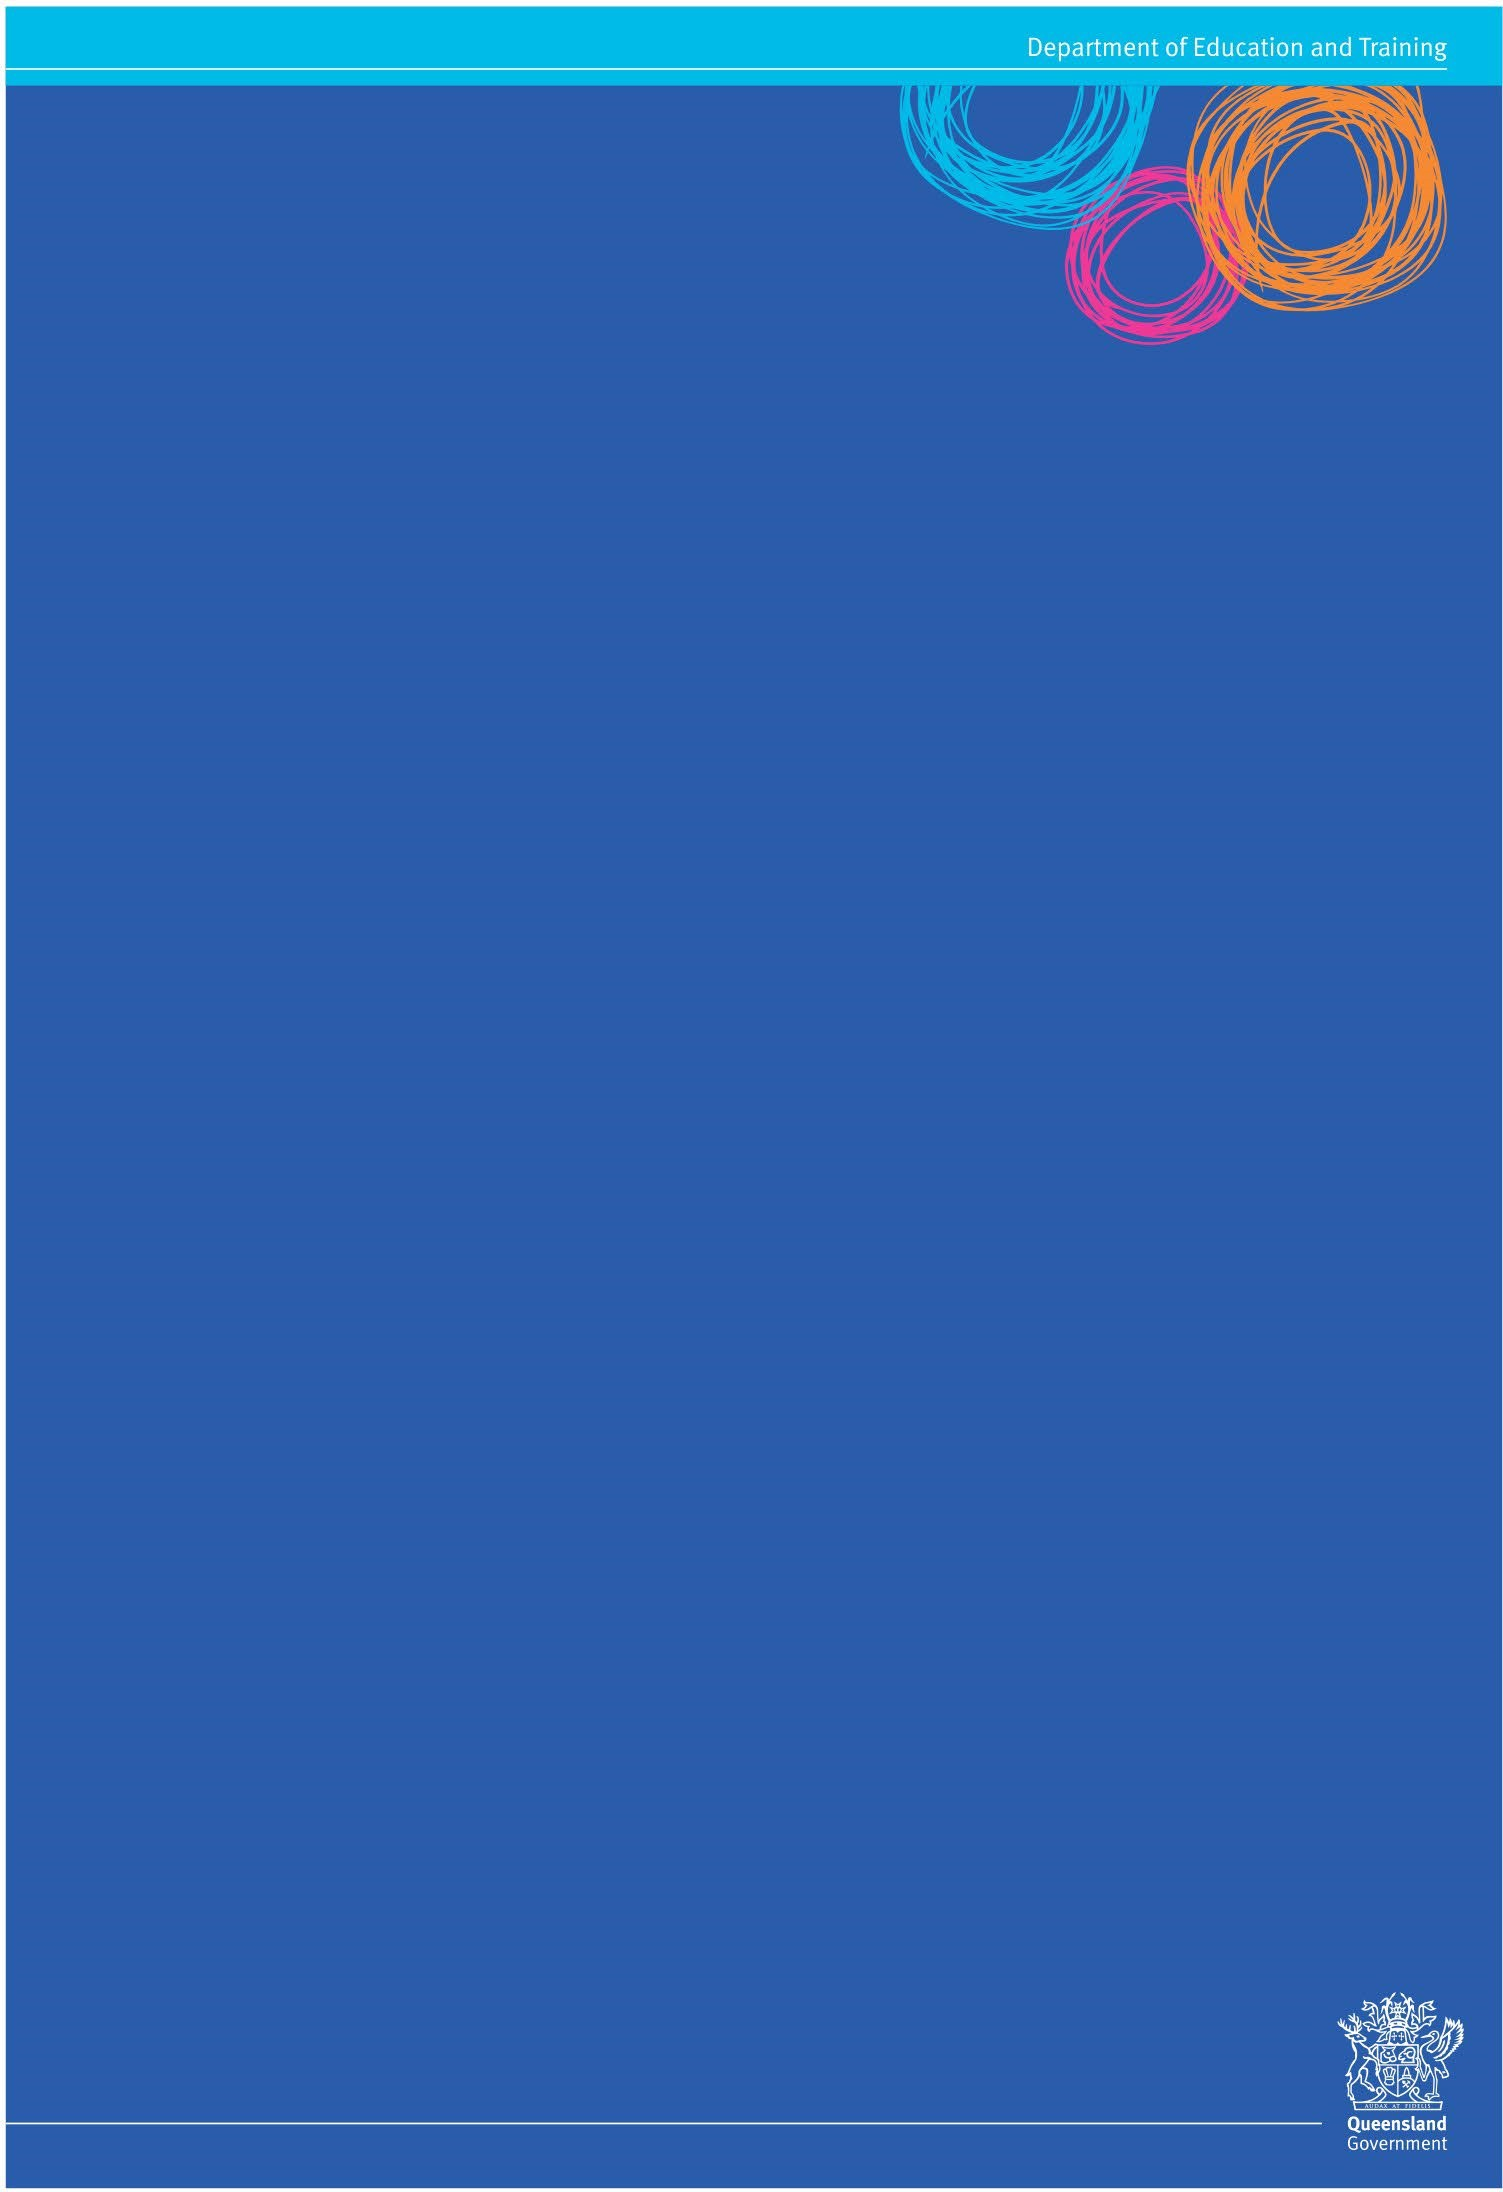 Department of Education and Training
AUDAX AT FIDELIS
Queensland
Government